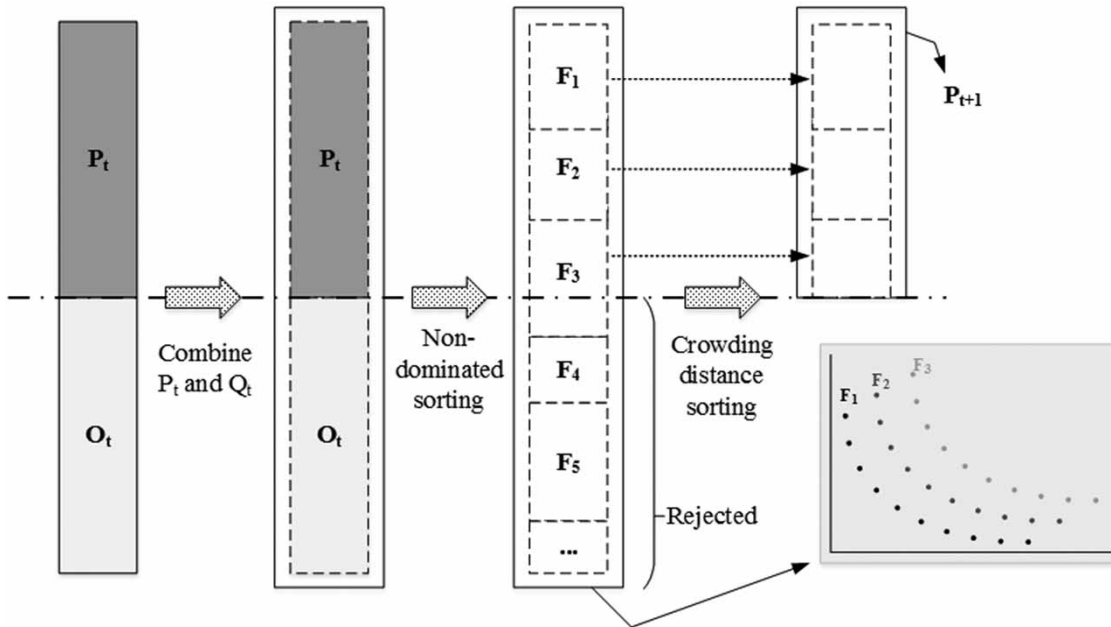 Pt
Ot
Combine
Pt and Qt
Pt
Ot
Non-
dominated
sorting
F1
F2
F3
F4
F5
...
Rejected
Crowding
distance
sorting
Pt+1
F1
F2
F3